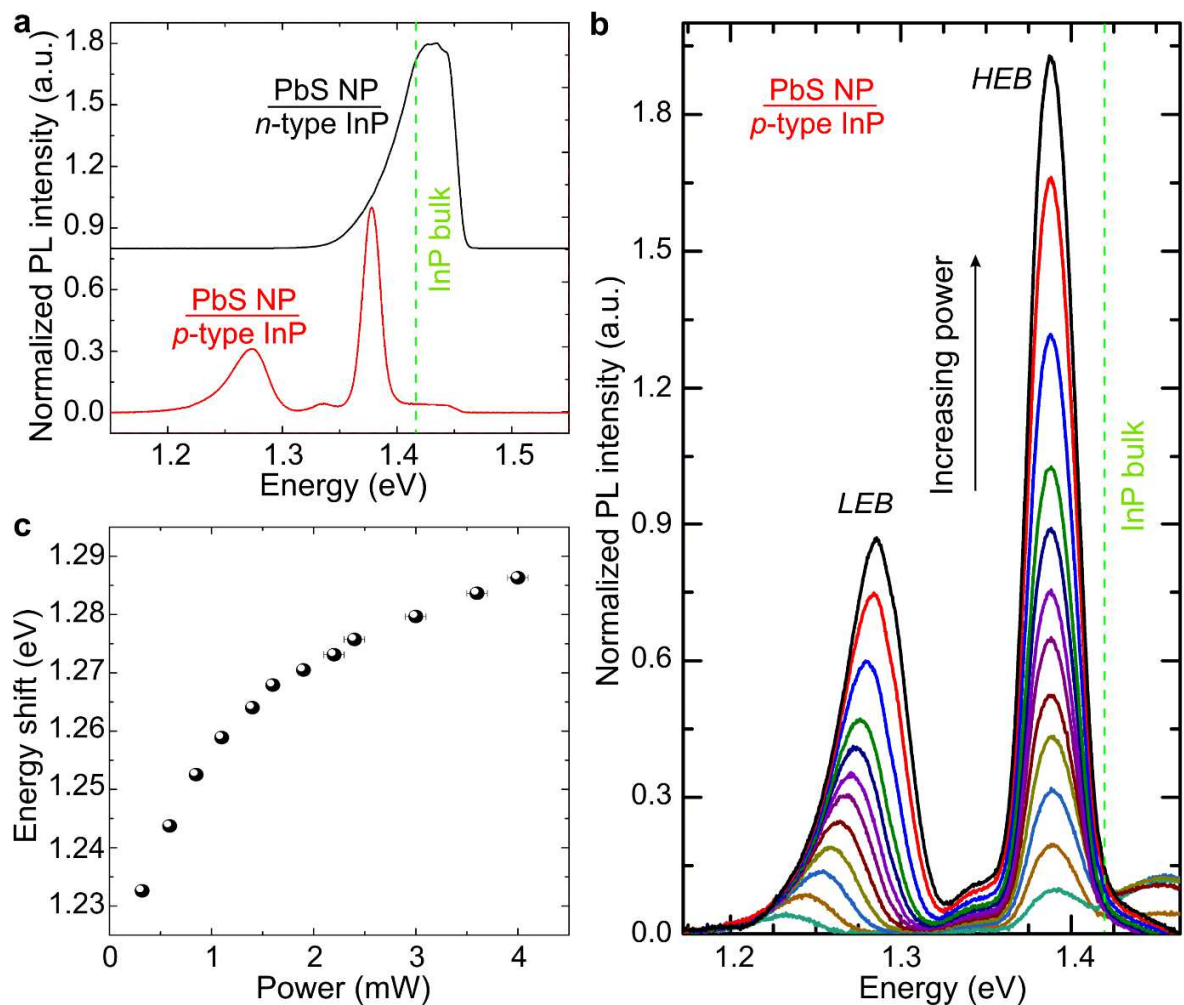 a
Normalized PL intensity (a.u.)
1.8
1.5
1.2
0.9
0.6
0.3
0.0
PbS NP
n-type InP
PbS NP
p-type InP
InP bulk
1.2 1.3 1.4 1.5
Energy (eV)
b
Normalized PL intensity (a.u.)
1.8
1.5
1.2
0.9
0.6
0.3
0.0
PbS NP
p-type InP
HEB
LEB
Increasing power
InP bulk
1.2 1.3 1.4
Energy (eV)
c
Energy shift (eV)
1.29
1.28
1.27
1.26
1.25
1.24
1.23
0 1 2 3 4
Power (mW)